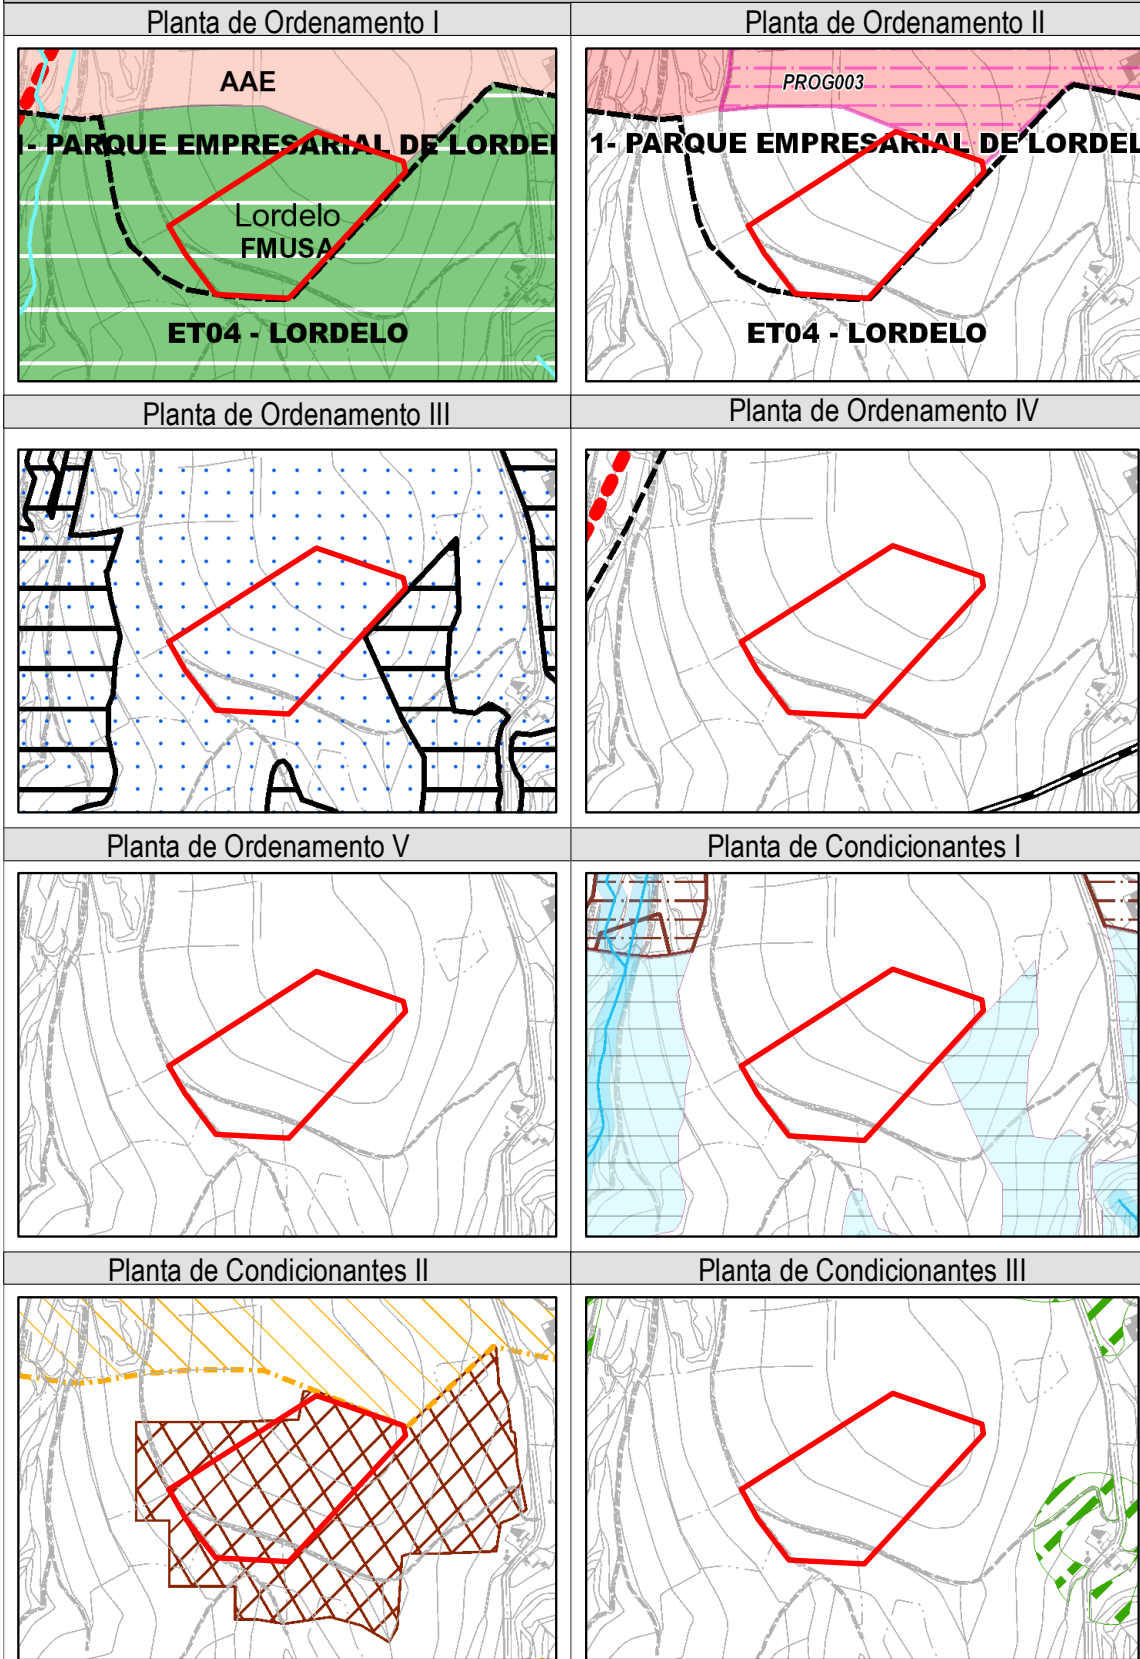 Planta de Ordenamento I
Planta de Ordenamento II
AAE
1- PARQUE EMPRESARIAL DE LORDEL
Lordelo
FMUSA
ET04 - LORDELO
PROG003
1- PARQUE EMPRESARIAL DE LORDEL
ET04 - LORDELO
Planta de Ordenamento III
Planta de Ordenamento IV
Planta de Ordenamento V
Planta de Condicionantes I
Planta de Condicionantes II
Planta de Condicionantes III